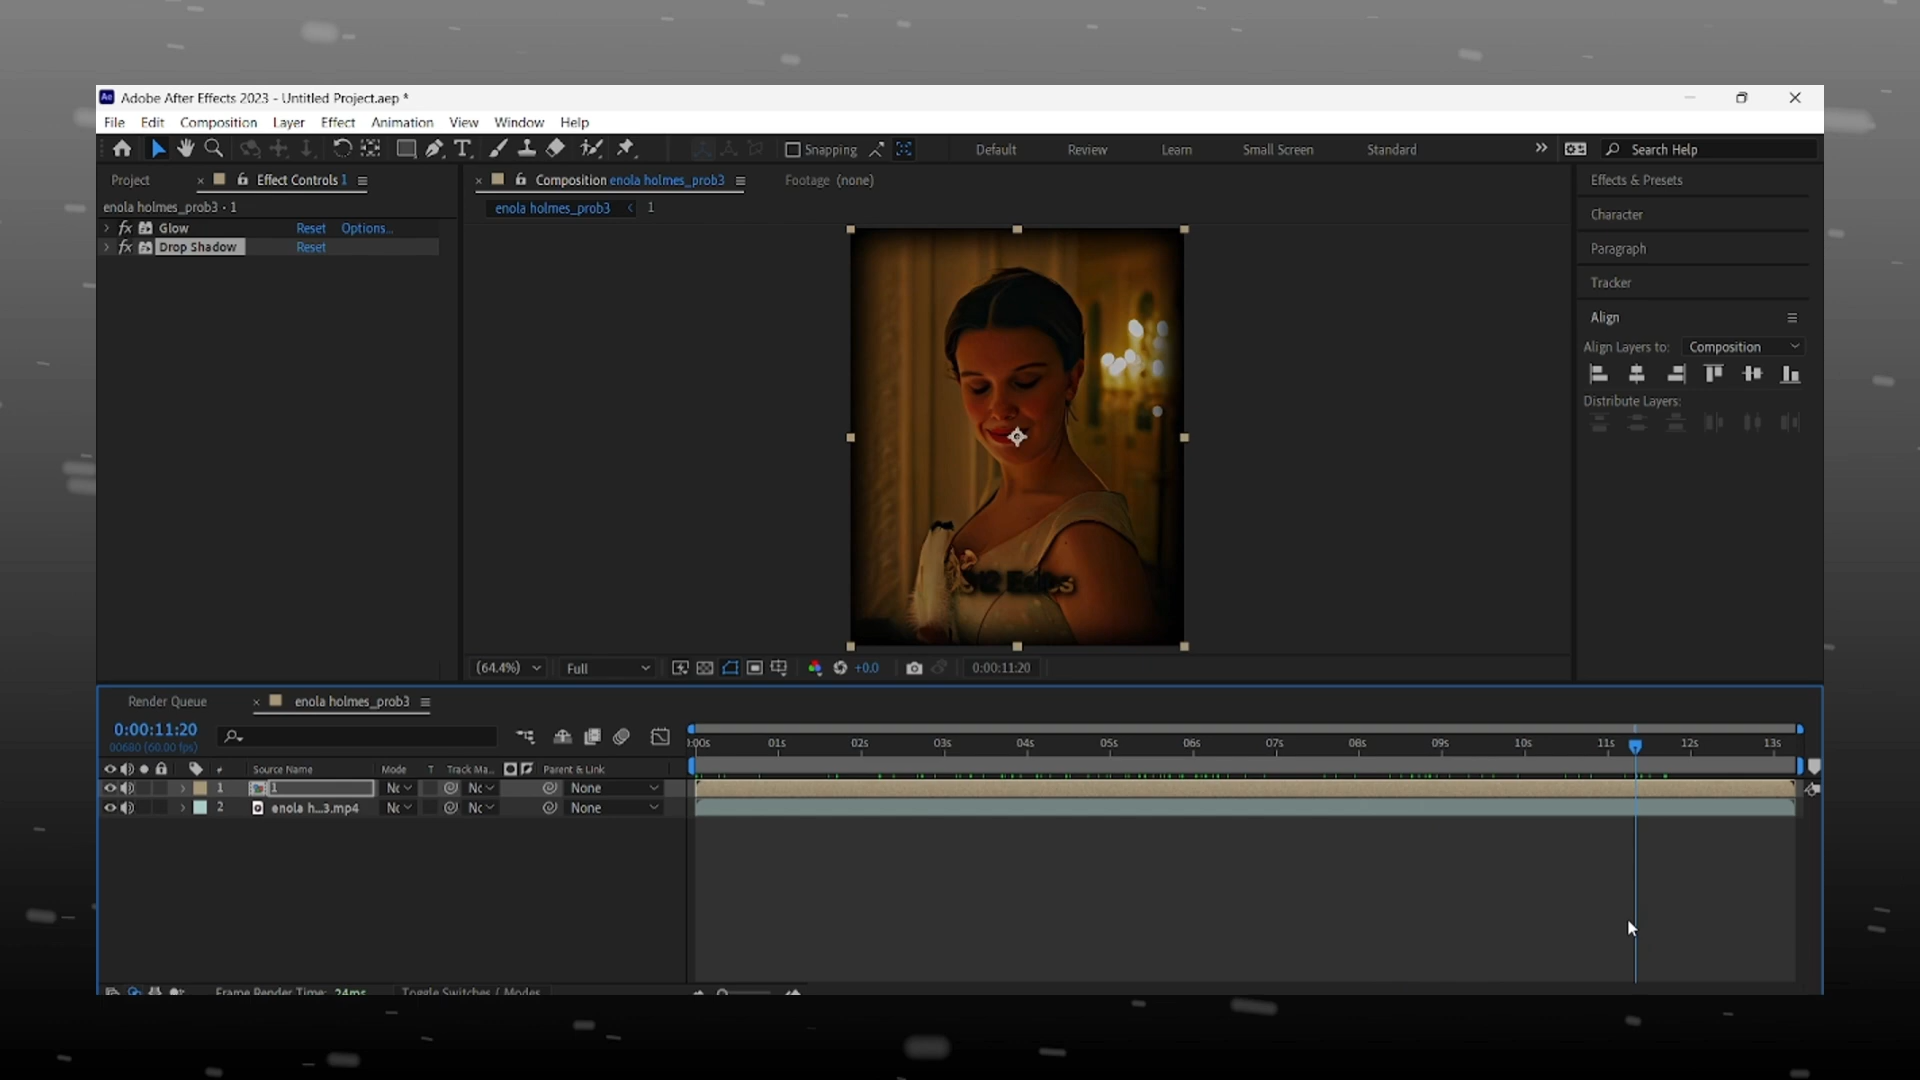 Ae Adobe After Effects 2023 - Untitled Project.aep *
File Edit Composition Layer Effect Animation View Window Help
Snapping Default Review Learn Small Screen Standard Search Help
Project Effect Controls 1 Composition enola holmes_prob3 Footage (none) Effects & Presets
enola holmes_prob3 • 1
enola holmes_prob3 1
Character
fx Glow Reset Options...
fx Drop Shadow Reset
Paragraph
Tracker
Align
Align Layers to: Composition
Distribute Layers:
(64.4%) Full +0.0 0:00:11:20
Render Queue enola holmes_prob3
0:00:11:20
00680 (60.00 fps)
:00s 01s 02s 03s 04s 05s 06s 07s 08s 09s 10s 11s 12s 13s
# Source Name Mode T Track Ma... Parent & Link
1 1 Nc Nc None
2 enola h...3.mp4 Nc Nc None
Frame Render Time: 24ms Toggle Switches / Modes